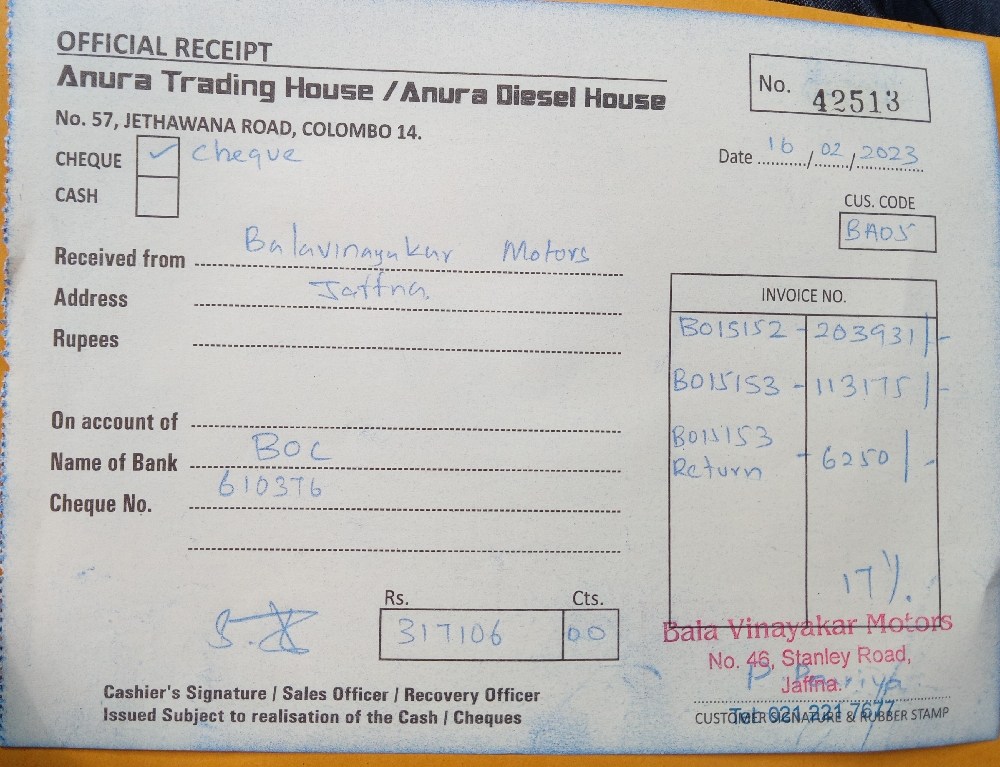 OFFICIAL RECEIPT
Anura Trading House / Anura Diesel House
No. 57, JETHAWANA ROAD, COLOMBO 14.
No. 42513
CHEQUE ✓ Cheque
CASH
Date 16/02/2023
CUS. CODE
BA05
Received from Balavinayakar Motors
Address Jaffna.
Rupees
On account of
Name of Bank BOC
Cheque No. 610376
INVOICE NO.
B015152 - 203931/-
B015153 - 113175/-
B015153
Return - 6250/-
17%.
Rs. Cts.
317106 00
Cashier's Signature / Sales Officer / Recovery Officer
Issued Subject to realisation of the Cash / Cheques
Bala Vinayakar Motors
No. 46, Stanley Road,
Jaffna.
Tel: 021 221 7677
CUSTOMER SIGNATURE & RUBBER STAMP